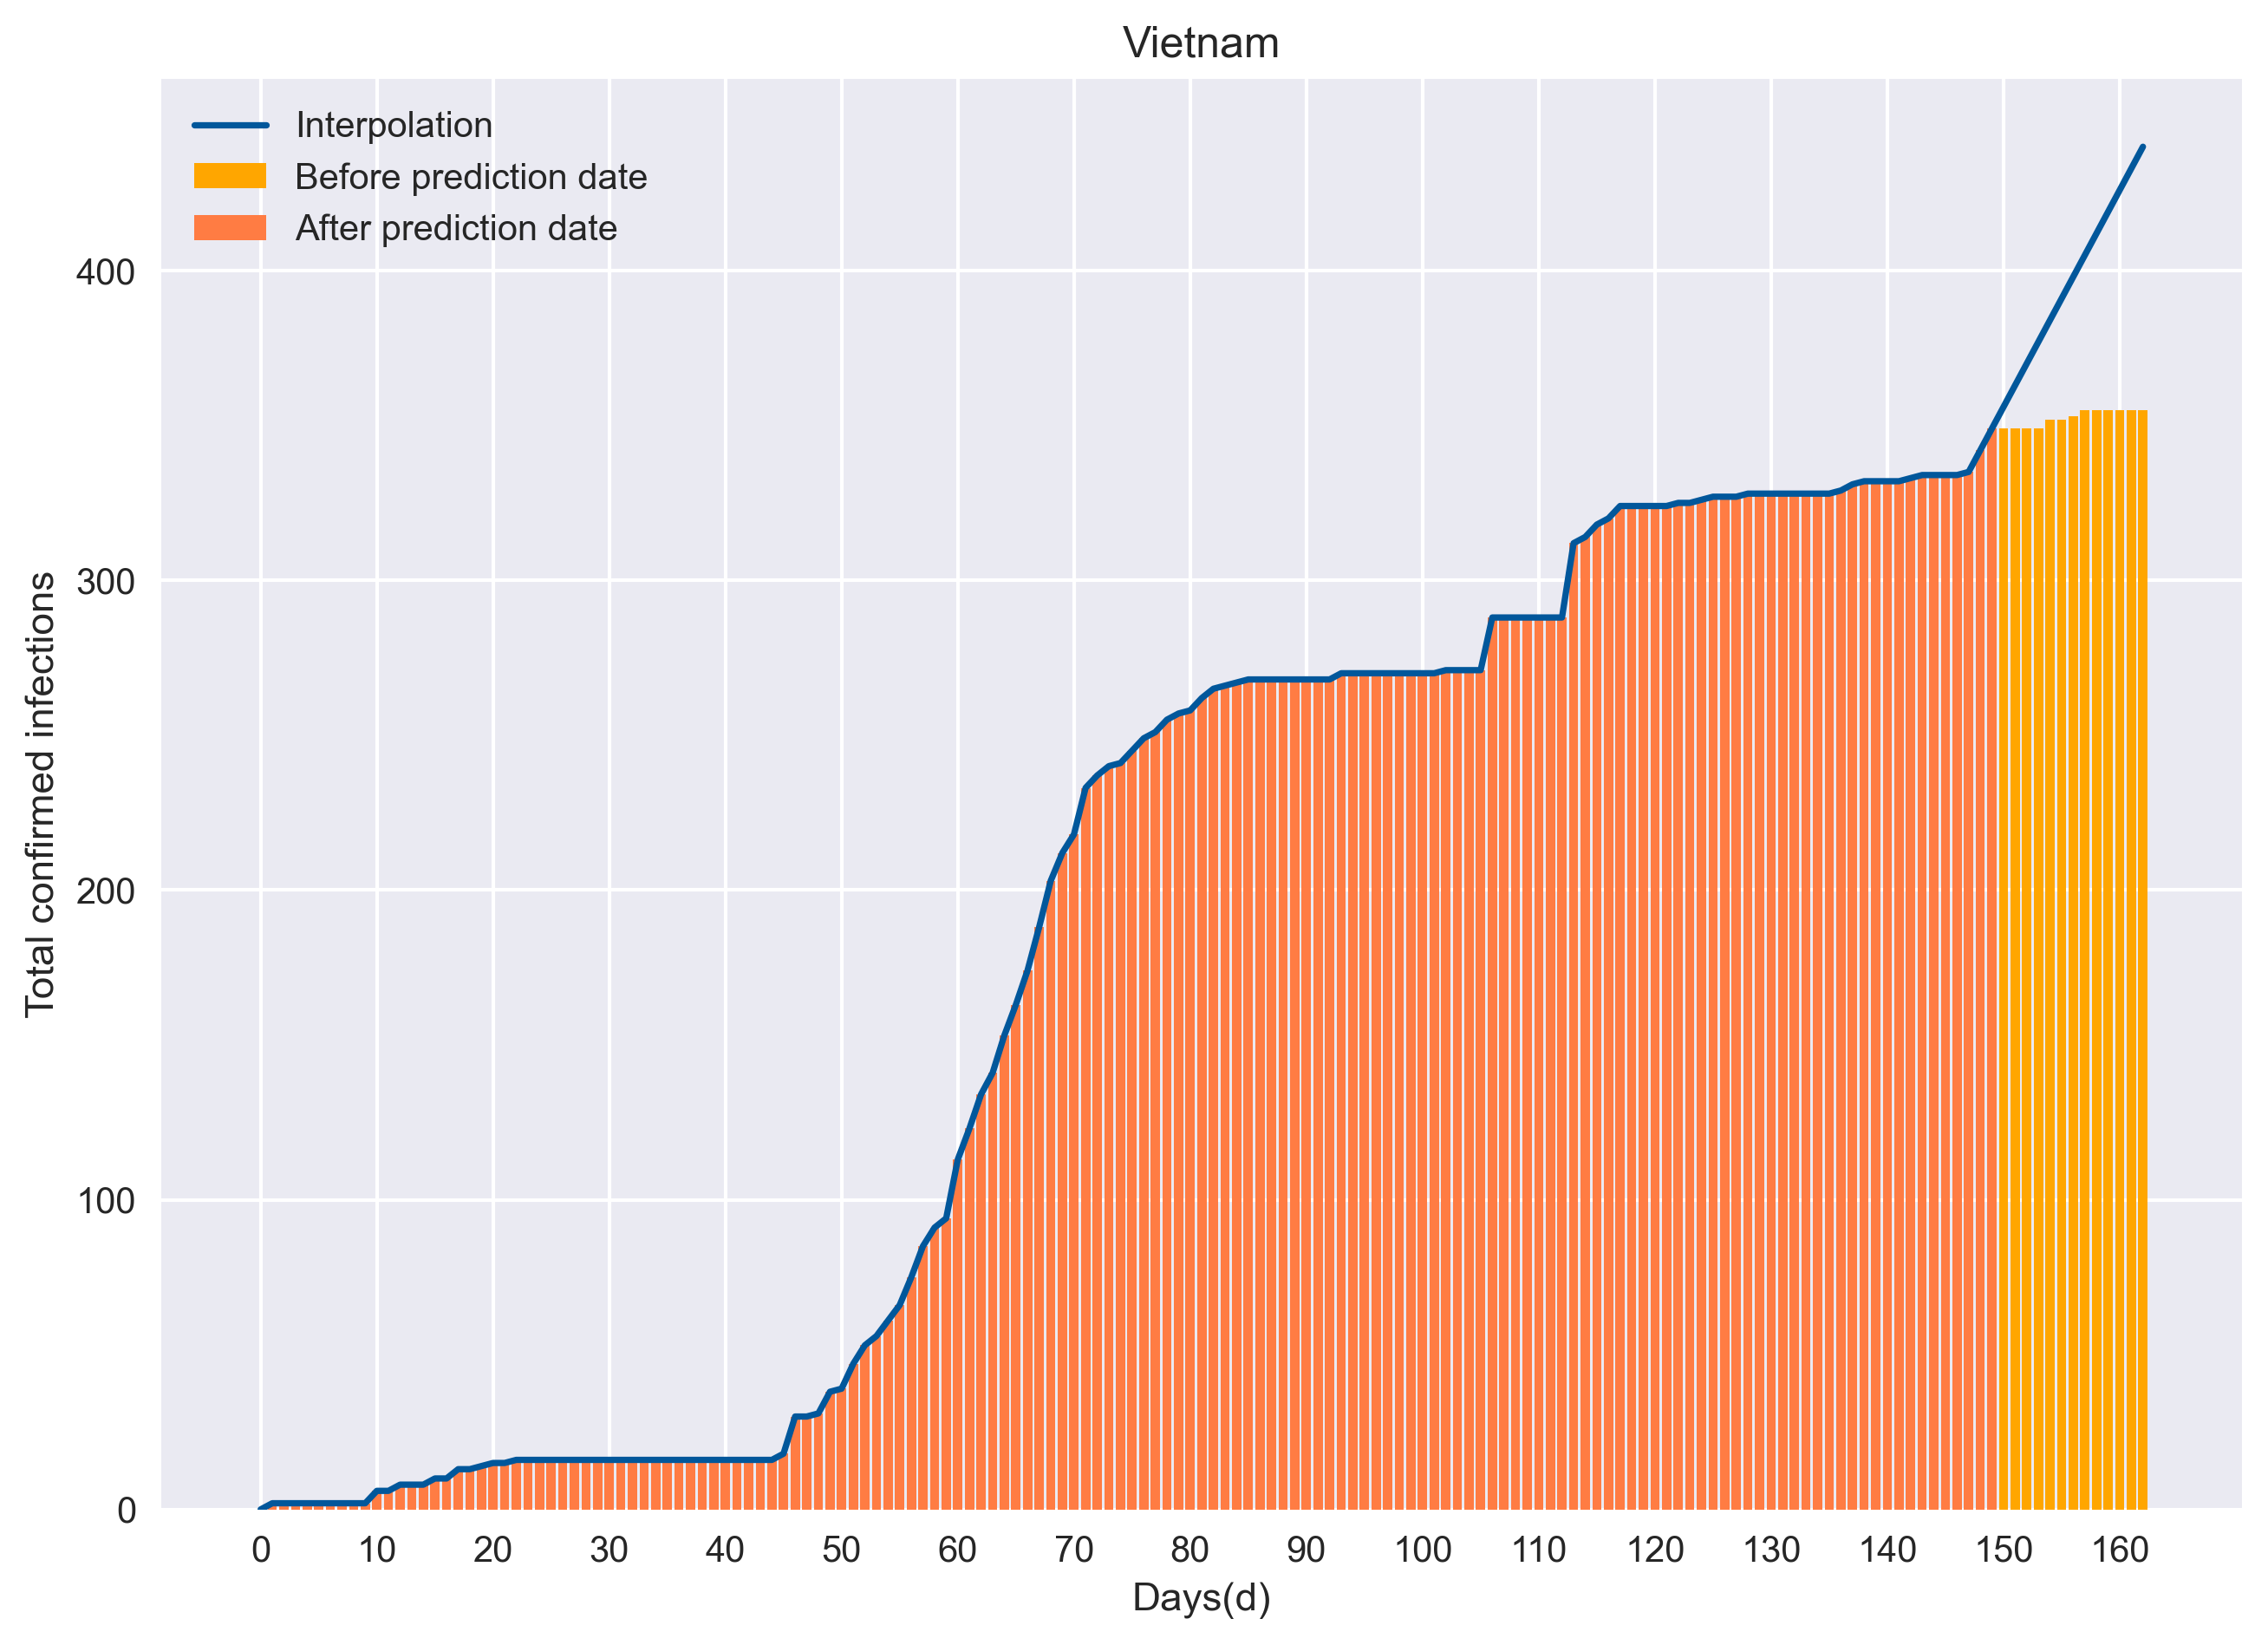 Vietnam
Interpolation
Before prediction date
After prediction date
400
300
200
100
0
Total confirmed infections
0 10 20 30 40 50 60 70 80 90 100 110 120 130 140 150 160
Days(d)